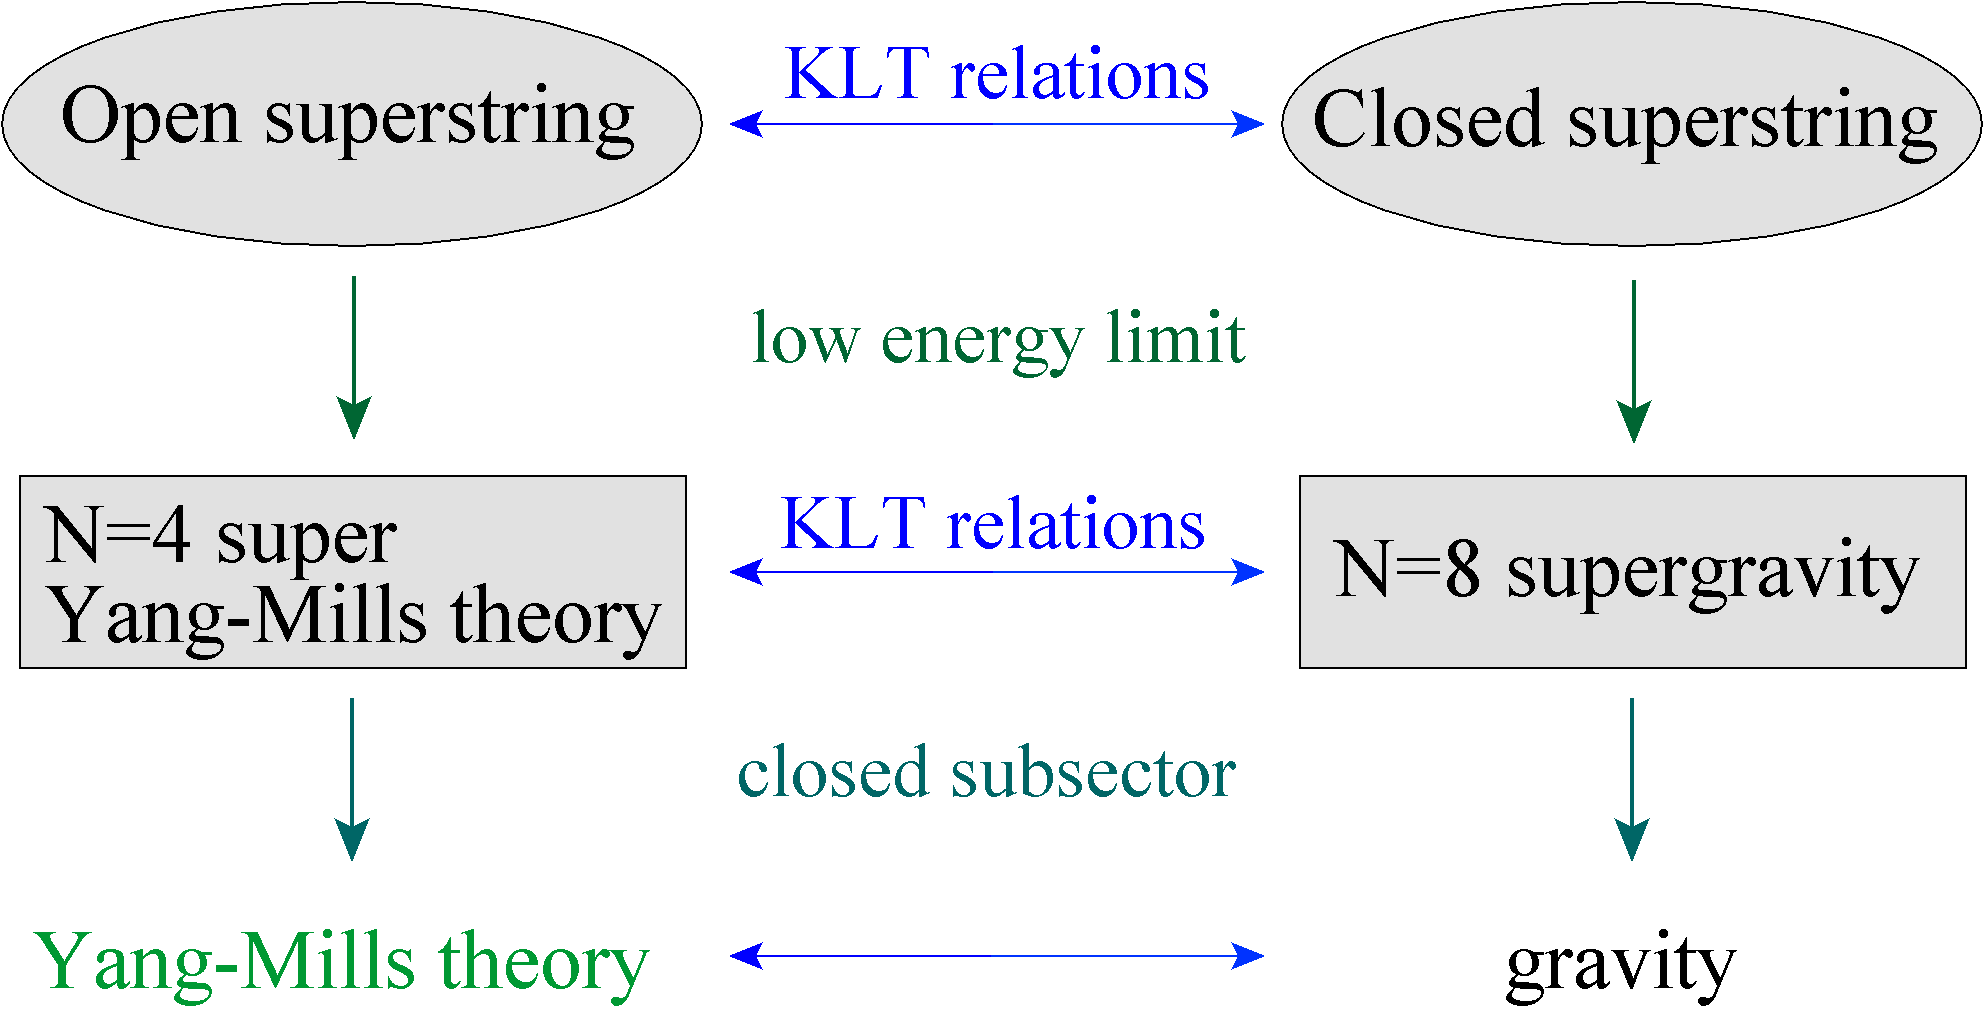 Open superstring
KLT relations
Closed superstring
low energy limit
N=4 super
Yang-Mills theory
KLT relations
N=8 supergravity
closed subsector
Yang-Mills theory
gravity